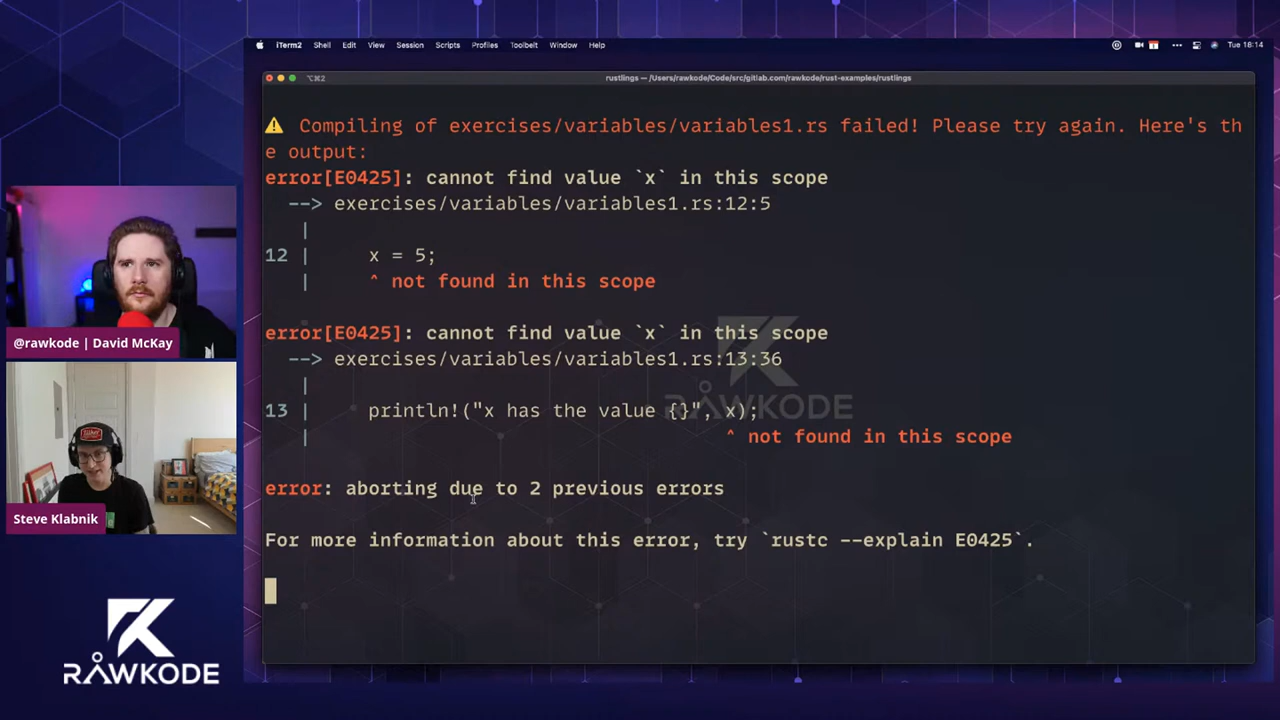 iTerm2 Shell Edit View Session Scripts Profiles Toolbelt Window Help
Tue 18:14
⌥⌘2
rustlings — /Users/rawkode/Code/src/gitlab.com/rawkode/rust-examples/rustlings
⚠ Compiling of exercises/variables/variables1.rs failed! Please try again. Here's th
e output:
error[E0425]: cannot find value `x` in this scope
--> exercises/variables/variables1.rs:12:5
|
12 | x = 5;
| ^ not found in this scope
error[E0425]: cannot find value `x` in this scope
--> exercises/variables/variables1.rs:13:36
|
13 | println!("x has the value {}", x);
| ^ not found in this scope
error: aborting due to 2 previous errors
For more information about this error, try `rustc --explain E0425`.
RAWKODE
@rawkode | David McKay
Steve Klabnik
RAWKODE